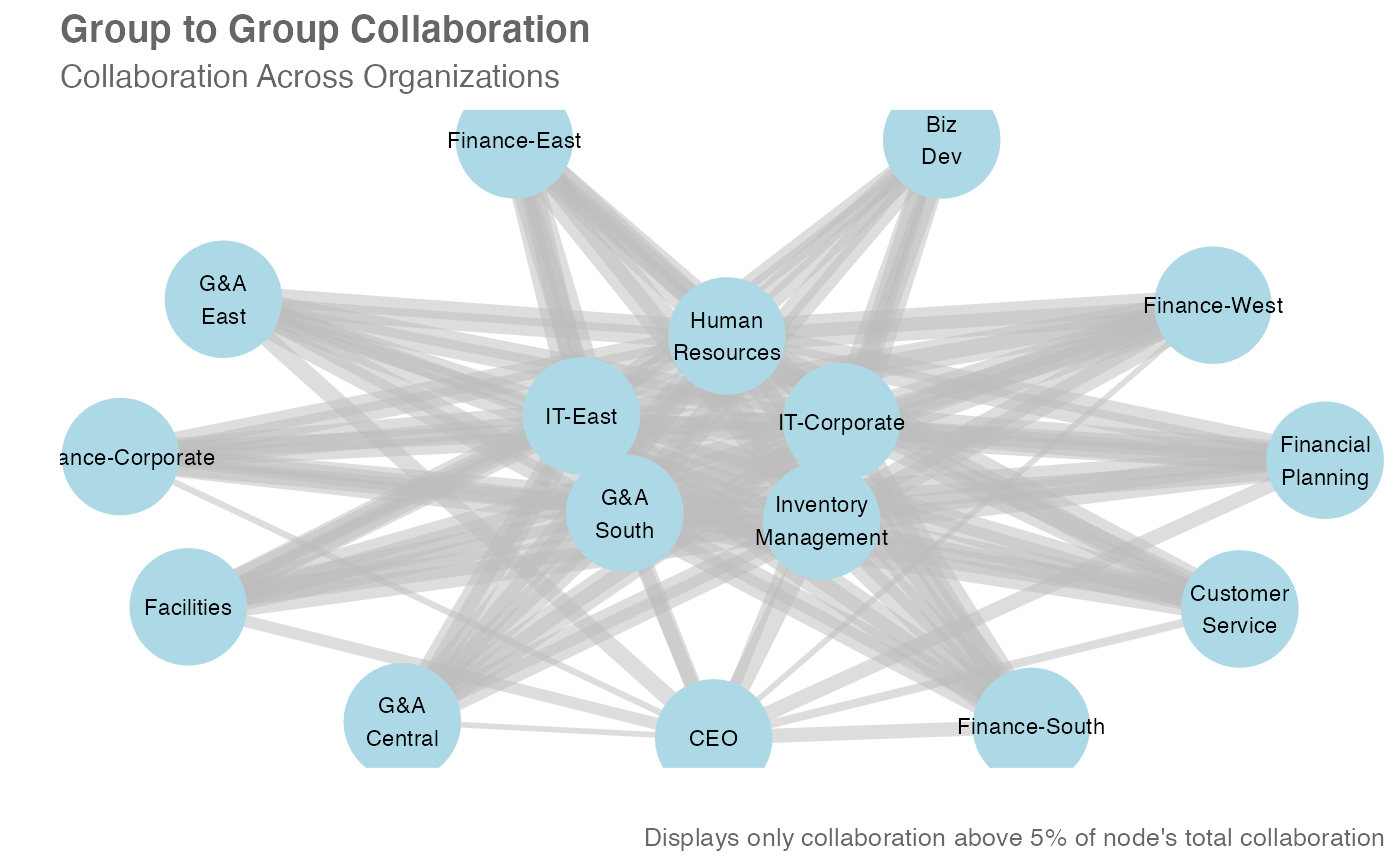 Group to Group Collaboration
Collaboration Across Organizations
Finance-East
Biz
Dev
G&A
East
Finance-West
Human
Resources
IT-East
IT-Corporate
ance-Corporate
Financial
Planning
G&A
South
Inventory
Management
Facilities
Customer
Service
G&A
Central
CEO
Finance-South
Displays only collaboration above 5% of node's total collaboration